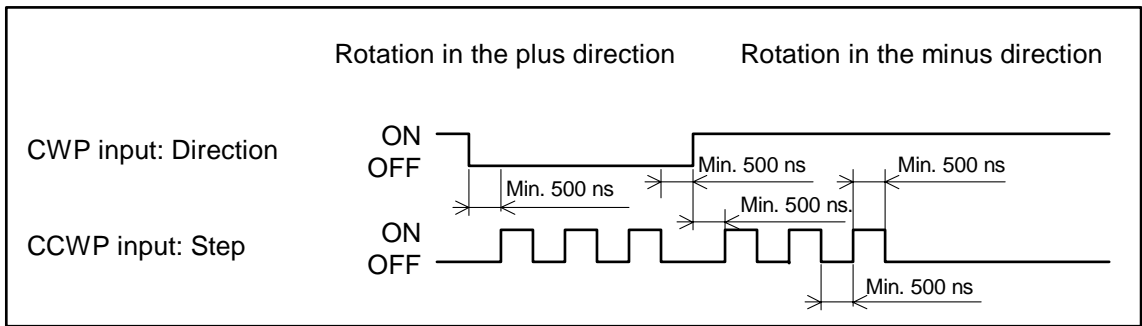 Rotation in the plus direction
Rotation in the minus direction
CWP input: Direction
ON
OFF
Min. 500 ns
Min. 500 ns
Min. 500 ns
Min. 500 ns.
CCWP input: Step
ON
OFF
Min. 500 ns